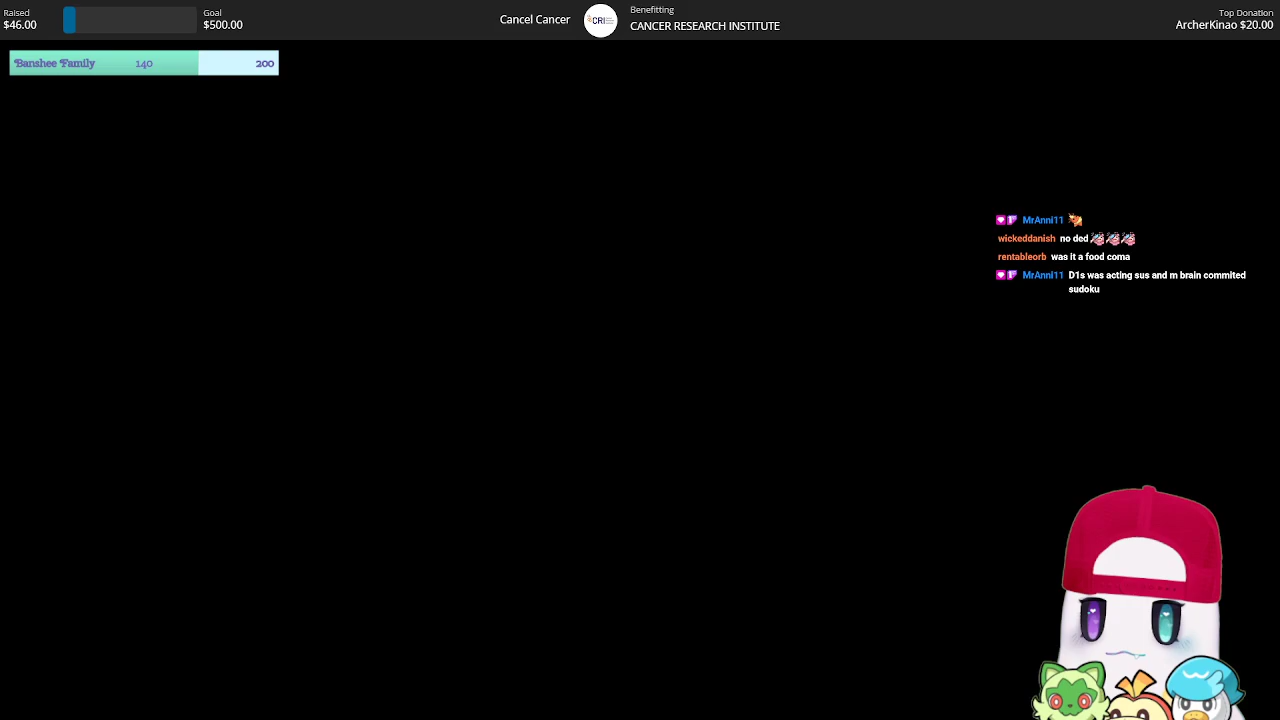 Raised
$46.00
Goal
$500.00
Cancel Cancer
CRI
Benefitting
CANCER RESEARCH INSTITUTE
Top Donation
ArcherKinao $20.00
Banshee Family 140 200
MrAnni11
wickeddanish no ded
rentableorb was it a food coma
MrAnni11 D1s was acting sus and m brain commited
sudoku